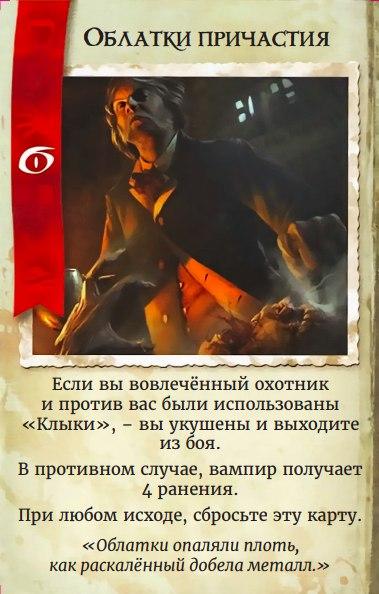 Облатки причастия
6
Если вы вовлечённый охотник
и против вас были использованы
«Клыки», – вы укушены и выходите
из боя.
В противном случае, вампир получает
4 ранения.
При любом исходе, сбросьте эту карту.
«Облатки опаляли плоть,
как раскалённый добела металл.»